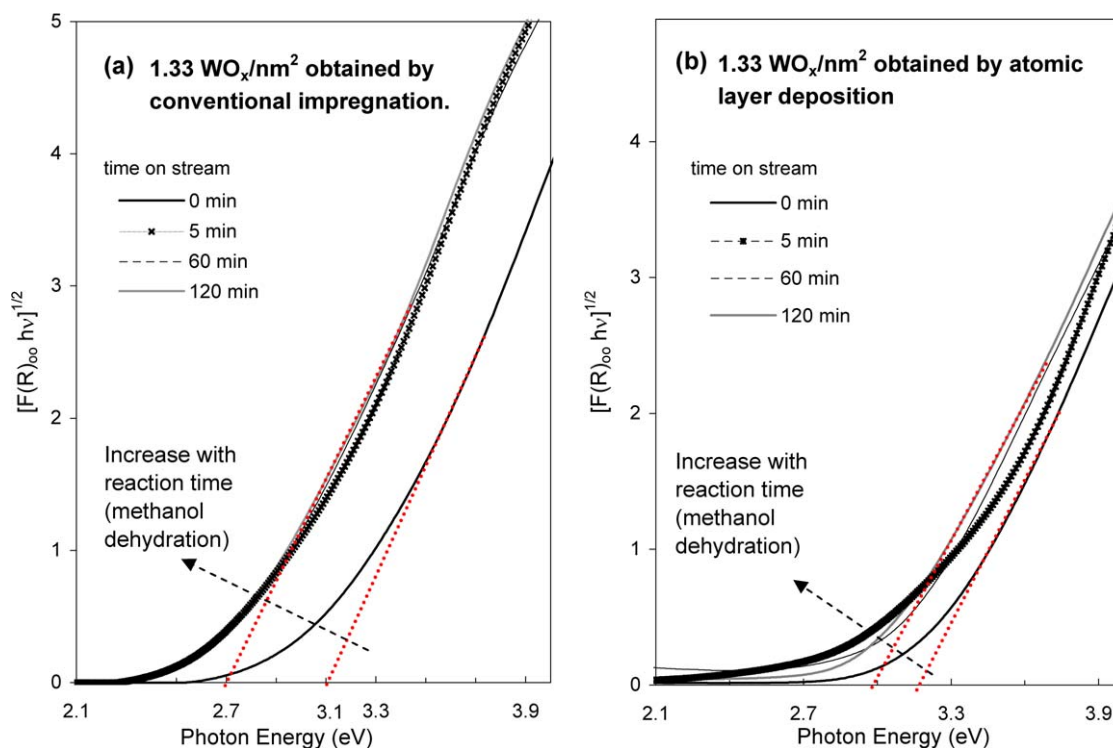 5
4
3
2
1
0
[F(R)∞ hν]^1/2
(a) 1.33 WOₓ/nm² obtained by
conventional impregnation.
time on stream
0 min
5 min
60 min
120 min
Increase with
reaction time
(methanol
dehydration)
2.1 2.7 3.1 3.3 3.9
Photon Energy (eV)
4
3
2
1
0
[F(R)∞ hν]^1/2
(b) 1.33 WOₓ/nm² obtained by atomic
layer deposition
time on stream
0 min
5 min
60 min
120 min
Increase with
reaction time
(methanol
dehydration)
2.1 2.7 3.3 3.9
Photon Energy (eV)